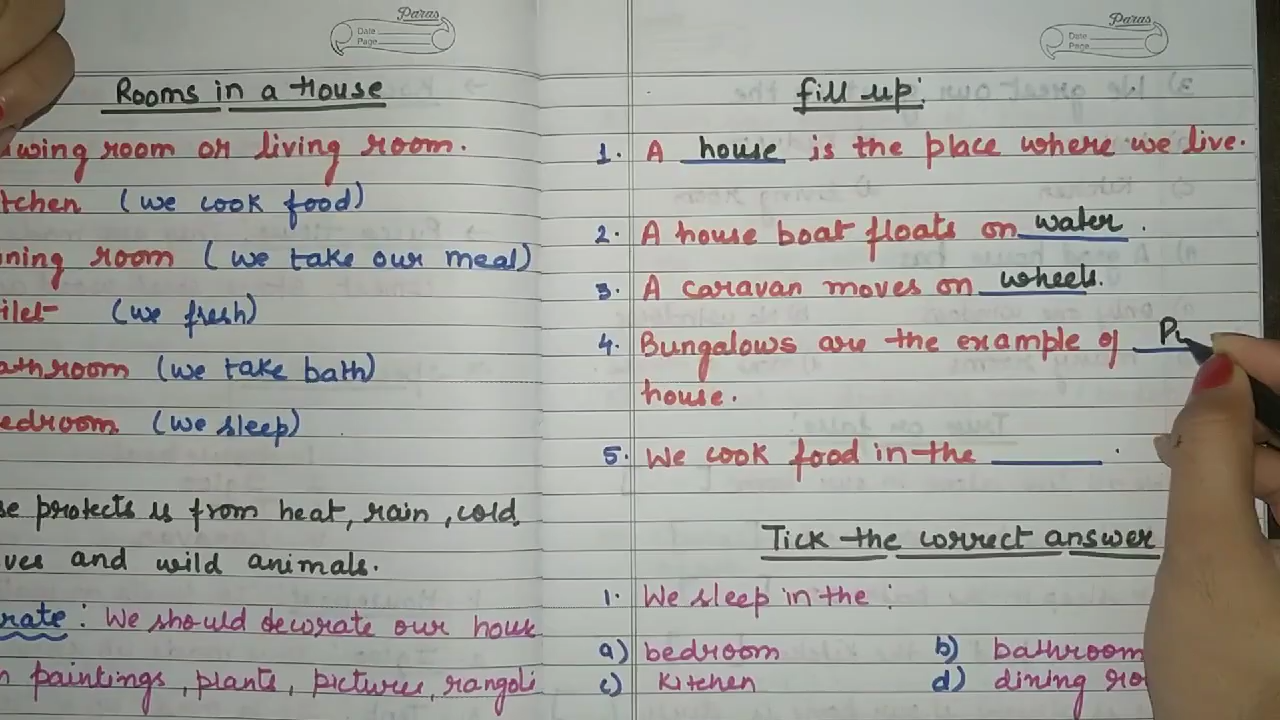 Paras
Date
Page
Rooms in a House
wing room or living room.
tchen (we cook food)
ning room (we take our meal)
ilet (we fresh)
athroom (we take bath)
edroom (we sleep)
se protects is from heat, rain, cold,
ves and wild animals.
rate: We should decorate our house
paintings, plants, pictures, rangoli
Paras
Date
Page
fill up:
1. A house is the place where we live.
2. A house boat floats on water.
3. A caravan moves on wheels.
4. Bungalows are the example of Pu
house.
5. We cook food in the ______.
Tick the correct answer
1. We sleep in the:
a) bedroom b) bathroom
c) Kitchen d) dining ro